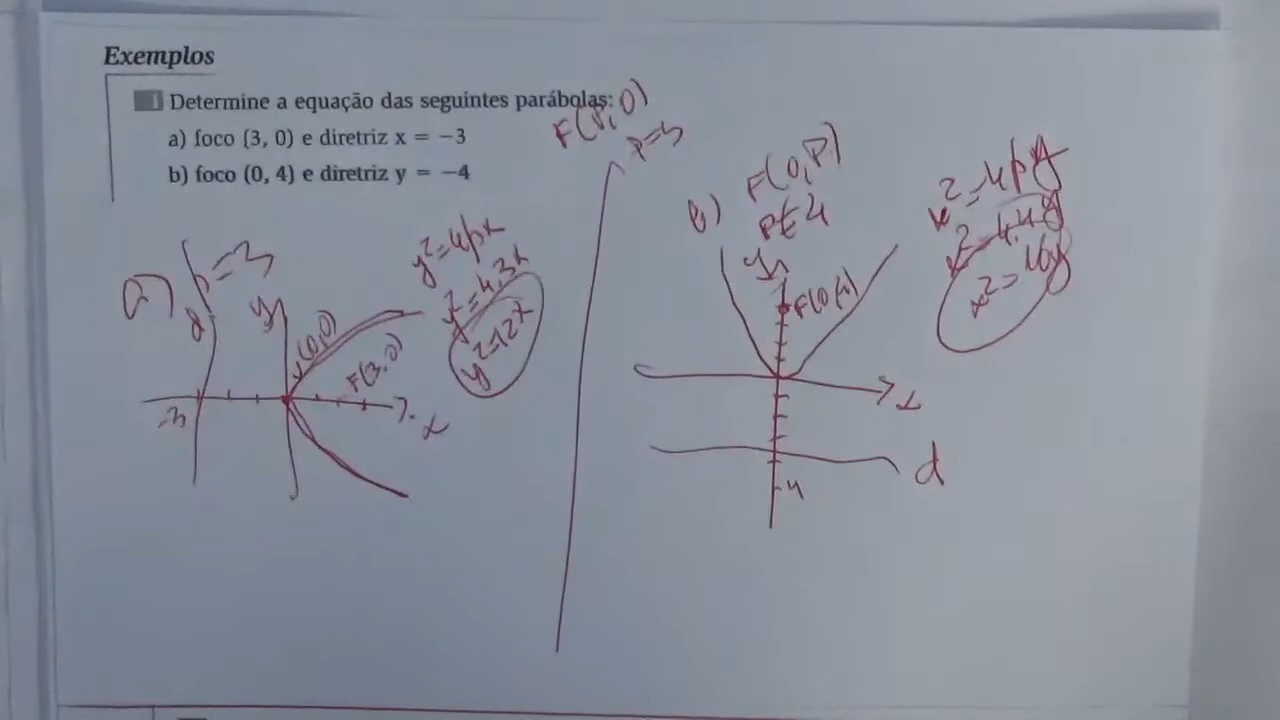 Exemplos
1 Determine a equação das seguintes parábolas:
a) foco (3, 0) e diretriz x = −3
b) foco (0, 4) e diretriz y = −4
F(P, 0)
P=3
a) p=3
d
y
V(0,0)
F(3,0)
-3
x
y²=4px
y²=4.3x
y²=12x
b) F(0,P)
P=4
y
F(0,4)
x
d
-4
x²=4py
x²=4.4y
x²=16y